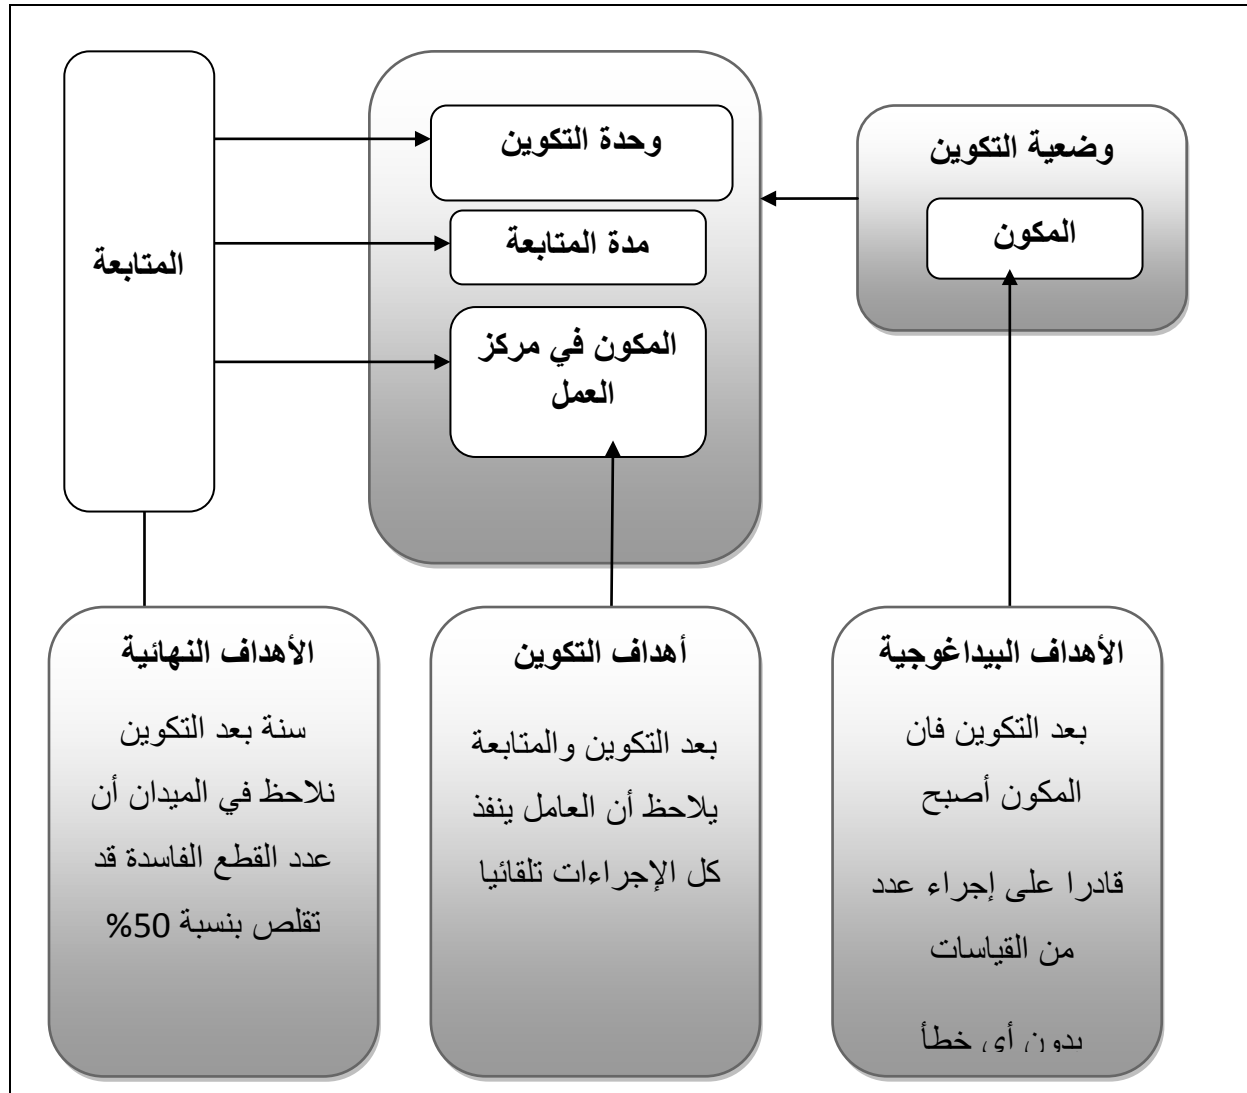 وضعية التكوين
المكون
وحدة التكوين
مدة المتابعة
المكون في مركز
العمل
المتابعة
الأهداف البيداغوجية
بعد التكوين فان
المكون أصبح
قادرا على إجراء عدد
من القياسات
بدون أي خطأ
أهداف التكوين
بعد التكوين والمتابعة
يلاحظ أن العامل ينفذ
كل الإجراءات تلقائيا
الأهداف النهائية
سنة بعد التكوين
نلاحظ في الميدان أن
عدد القطع الفاسدة قد
تقلص بنسبة 50%